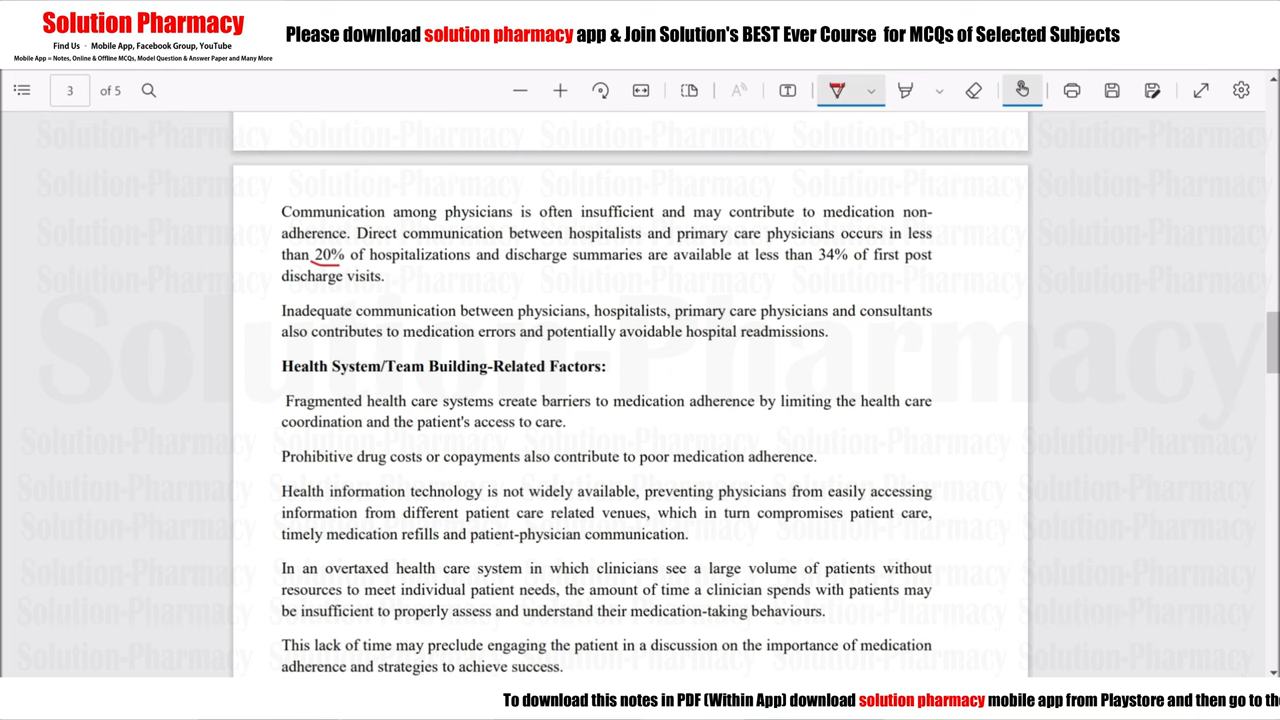 Solution Pharmacy
Find Us - Mobile App, Facebook Group, YouTube
Mobile App = Notes, Online & Offline MCQs, Model Question & Answer Paper and Many More
Please download solution pharmacy app & Join Solution's BEST Ever Course for MCQs of Selected Subjects
3 of 5
Communication among physicians is often insufficient and may contribute to medication non-
adherence. Direct communication between hospitalists and primary care physicians occurs in less
than 20% of hospitalizations and discharge summaries are available at less than 34% of first post
discharge visits.
Inadequate communication between physicians, hospitalists, primary care physicians and consultants
also contributes to medication errors and potentially avoidable hospital readmissions.
Health System/Team Building-Related Factors:
Fragmented health care systems create barriers to medication adherence by limiting the health care
coordination and the patient's access to care.
Prohibitive drug costs or copayments also contribute to poor medication adherence.
Health information technology is not widely available, preventing physicians from easily accessing
information from different patient care related venues, which in turn compromises patient care,
timely medication refills and patient-physician communication.
In an overtaxed health care system in which clinicians see a large volume of patients without
resources to meet individual patient needs, the amount of time a clinician spends with patients may
be insufficient to properly assess and understand their medication-taking behaviours.
This lack of time may preclude engaging the patient in a discussion on the importance of medication
adherence and strategies to achieve success.
Solution-Pharmacy
To download this notes in PDF (Within App) download solution pharmacy mobile app from Playstore and then go to the